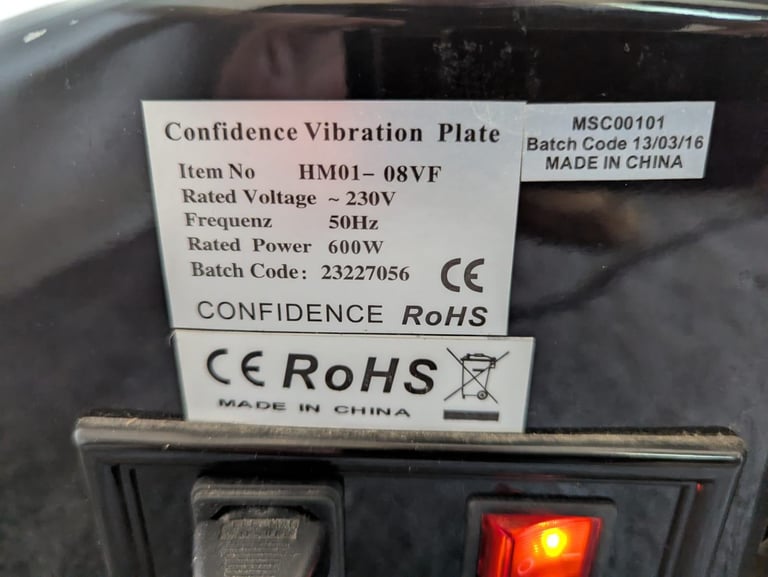 Confidence Vibration Plate
Item No HM01- 08VF
Rated Voltage ~ 230V
Frequenz 50Hz
Rated Power 600W
Batch Code: 23227056 CE
CONFIDENCE RoHS
MSC00101
Batch Code 13/03/16
MADE IN CHINA
CE RoHS
MADE IN CHINA